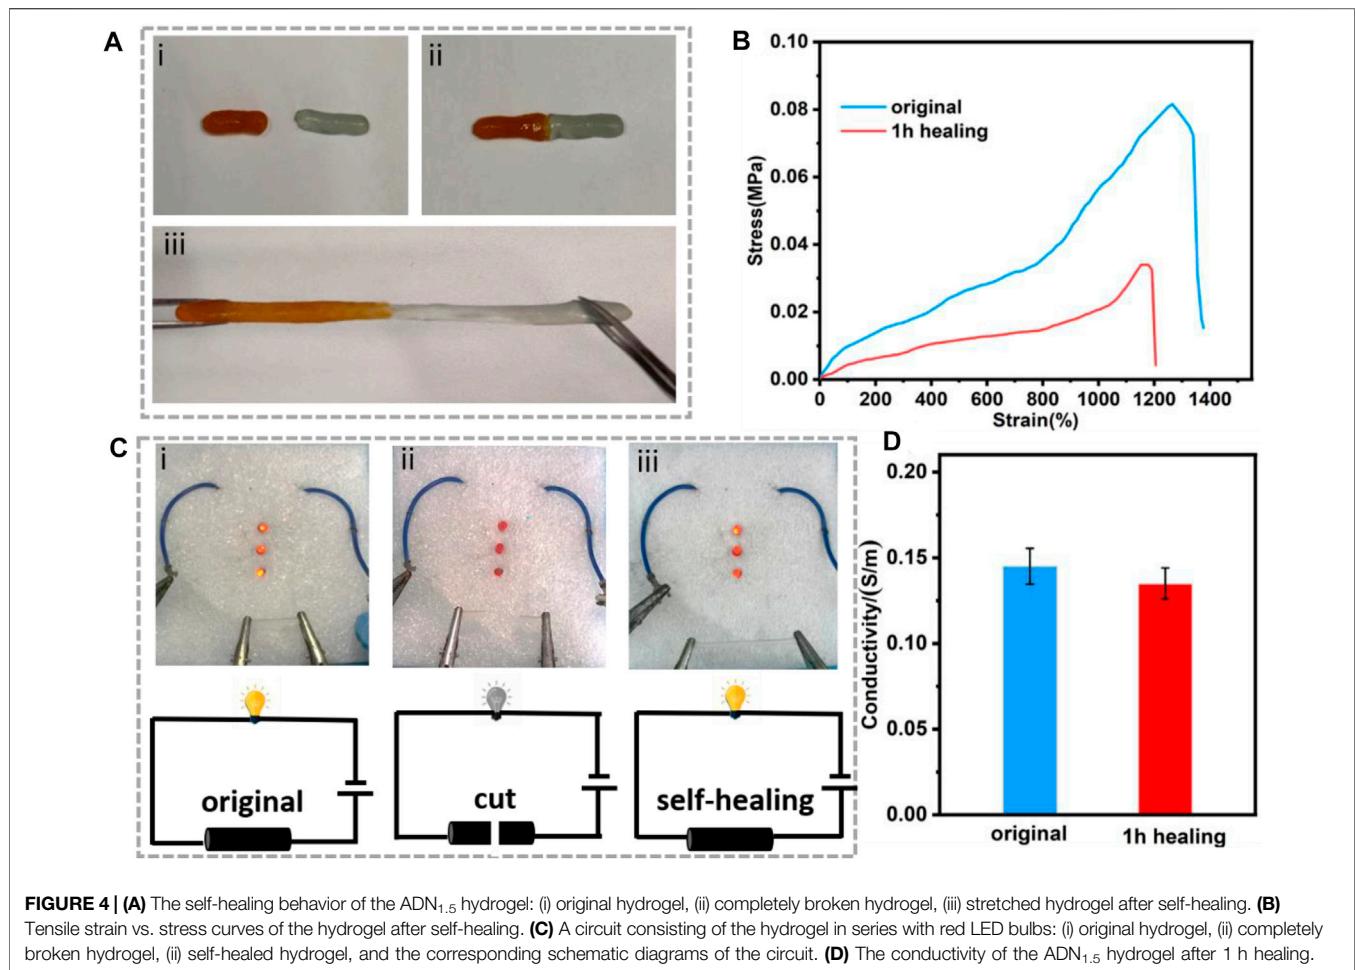 A
i
ii
iii
B
0.10
0.08
0.06
0.04
0.02
0.00
Stress(MPa)
original
1h healing
0 200 400 600 800 1000 1200 1400
Strain(%)
C
i
ii
iii
original
cut
self-healing
D
0.20
0.15
0.10
0.05
0.00
Conductivity/(S/m)
original 1h healing
FIGURE 4 | (A) The self-healing behavior of the ADN1.5 hydrogel: (i) original hydrogel, (ii) completely broken hydrogel, (iii) stretched hydrogel after self-healing. (B)
Tensile strain vs. stress curves of the hydrogel after self-healing. (C) A circuit consisting of the hydrogel in series with red LED bulbs: (i) original hydrogel, (ii) completely
broken hydrogel, (ii) self-healed hydrogel, and the corresponding schematic diagrams of the circuit. (D) The conductivity of the ADN1.5 hydrogel after 1 h healing.